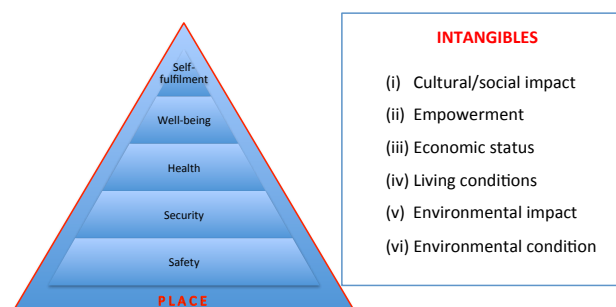 Self-
fulfilment
Well-being
Health
Security
Safety
PLACE
INTANGIBLES
(i) Cultural/social impact
(ii) Empowerment
(iii) Economic status
(iv) Living conditions
(v) Environmental impact
(vi) Environmental condition